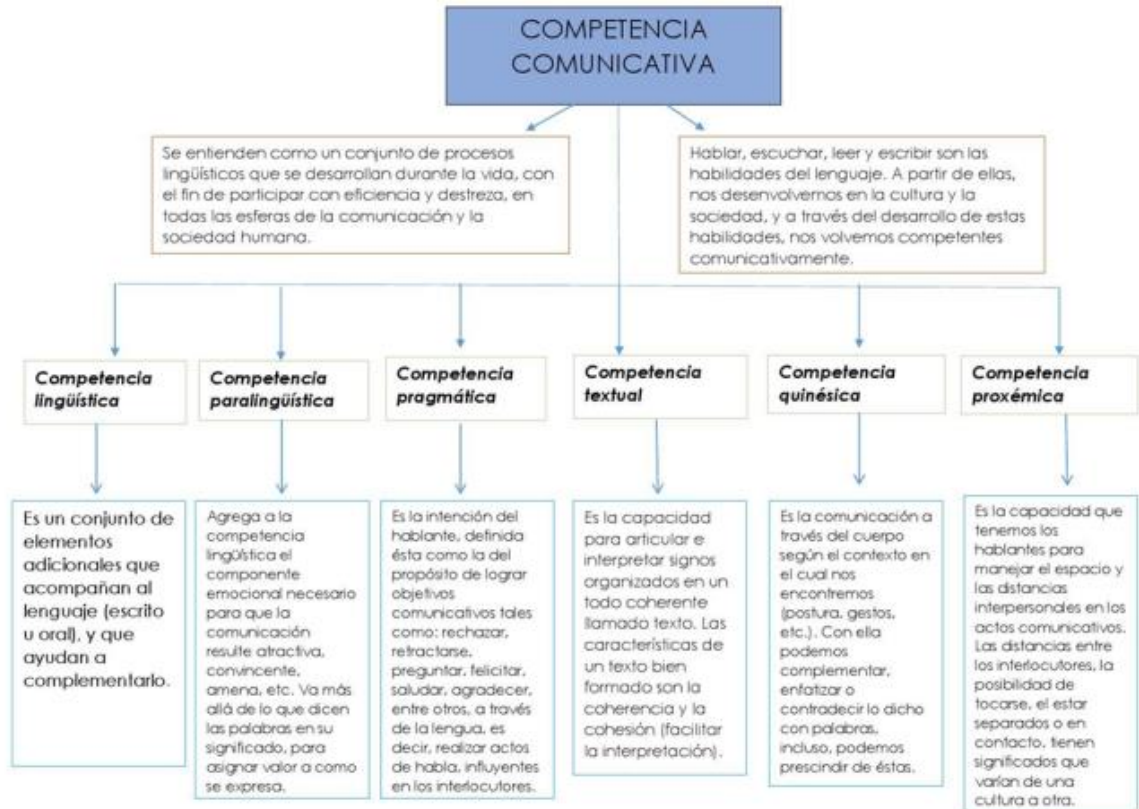 COMPETENCIA
COMUNICATIVA
Se entienden como un conjunto de procesos
lingüísticos que se desarrollan durante la vida, con
el fin de participar con eficiencia y destreza, en
todas las esferas de la comunicación y la
sociedad humana.
Hablar, escuchar, leer y escribir son las
habilidades del lenguaje. A partir de ellas,
nos desenvolvemos en la cultura y la
sociedad, y a través del desarrollo de estas
habilidades, nos volvemos competentes
comunicativamente.
Competencia
lingüística
Competencia
paralingüística
Competencia
pragmática
Competencia
textual
Competencia
quinésica
Competencia
proxémica
Es un conjunto de
elementos
adicionales que
acompañan al
lenguaje (escrito
u oral), y que
ayudan a
complementarlo.
Agrega a la
competencia
lingüística el
componente
emocional necesario
para que la
comunicación
resulte atractiva,
convincente,
amena, etc. Va más
allá de lo que dicen
las palabras en su
significado, para
asignar valor a como
se expresa.
Es la intención del
hablante, definida
ésta como la del
propósito de lograr
objetivos
comunicativos tales
como: rechazar,
retractarse,
preguntar, felicitar,
saludar, agradecer,
entre otros, a través
de la lengua, es
decir, realizar actos
de habla, influyentes
en los interlocutores.
Es la capacidad
para articular e
interpretar signos
organizados en un
todo coherente
llamado texto. Las
características de
un texto bien
formado son la
coherencia y la
cohesión (facilitar
la interpretación).
Es la comunicación a
través del cuerpo
según el contexto en
el cual nos
encontremos
(postura, gestos,
etc.). Con ella
podemos
complementar,
enfatizar o
contradecir lo dicho
con palabras,
incluso, podemos
prescindir de éstas.
Es la capacidad que
tenemos los
hablantes para
manejar el espacio y
las distancias
interpersonales en los
actos comunicativos.
Las distancias entre
los interlocutores, la
posibilidad de
tocarse, el estar
separados o en
contacto, tienen
significados que
varían de una
cultura a otra.